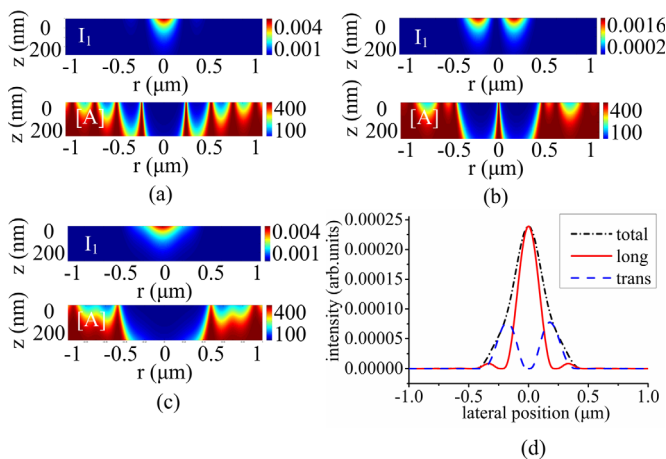 z (nm)
0
200
I1
0.004
0.001
-1 -0.5 0 0.5 1
r (μm)
z (nm)
0
200
[A]
400
100
-1 -0.5 0 0.5 1
r (μm)
(a)
z (nm)
0
200
I1
0.0016
0.0002
-1 -0.5 0 0.5 1
r (μm)
z (nm)
0
200
[A]
400
100
-1 -0.5 0 0.5 1
r (μm)
(b)
z (nm)
0
200
I1
0.004
0.001
-1 -0.5 0 0.5 1
r (μm)
z (nm)
0
200
[A]
400
100
-1 -0.5 0 0.5 1
r (μm)
(c)
intensity (arb.units)
0.00025
0.00020
0.00015
0.00010
0.00005
0.00000
total
long
trans
-1.0 -0.5 0.0 0.5 1.0
lateral position (μm)
(d)